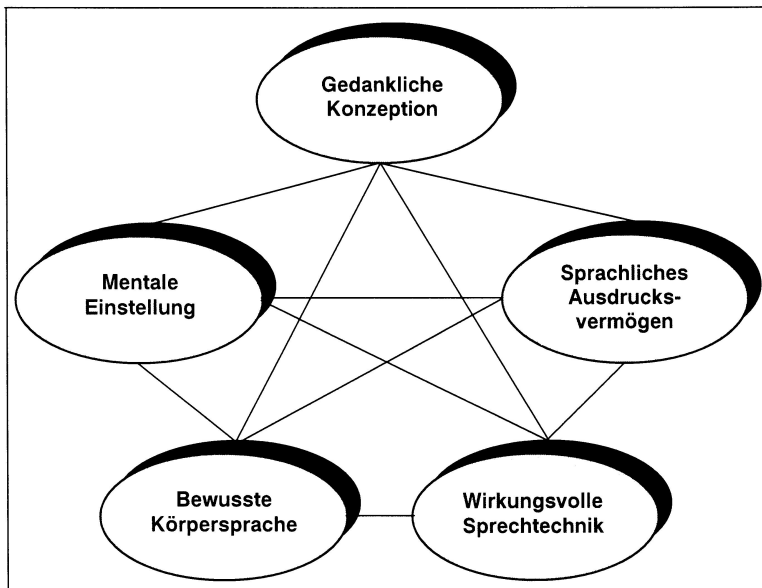 Gedankliche
Konzeption
Mentale
Einstellung
Sprachliches
Ausdrucks-
vermögen
Bewusste
Körpersprache
Wirkungsvolle
Sprechtechnik